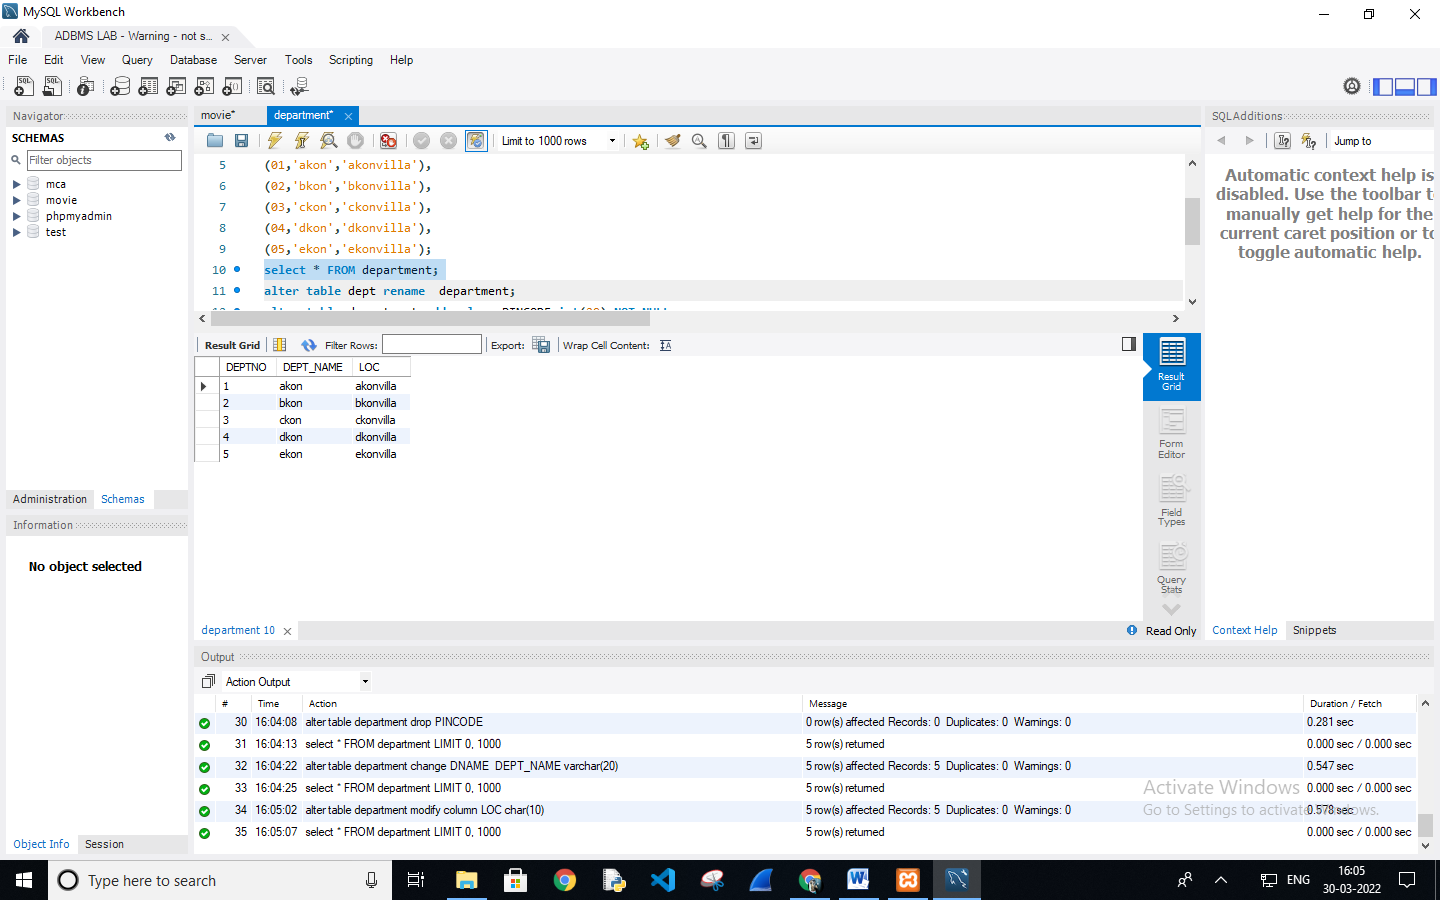 MySQL Workbench
ADBMS LAB - Warning - not s...
File Edit View Query Database Server Tools Scripting Help
Navigator
SCHEMAS
Filter objects
mca
movie
phpmyadmin
test
Administration Schemas
Information
No object selected
Object Info Session
movie* department*
Limit to 1000 rows
5 (01,'akon','akonvilla'),
6 (02,'bkon','bkonvilla'),
7 (03,'ckon','ckonvilla'),
8 (04,'dkon','dkonvilla'),
9 (05,'ekon','ekonvilla');
10 select * FROM department;
11 alter table dept rename  department;
Result Grid Filter Rows: Export: Wrap Cell Content:
DEPTNO DEPT_NAME LOC
1 akon akonvilla
2 bkon bkonvilla
3 ckon ckonvilla
4 dkon dkonvilla
5 ekon ekonvilla
Result
Grid
Form
Editor
Field
Types
Query
Stats
department 10
Read Only
SQLAdditions
Jump to
Automatic context help is
disabled. Use the toolbar t
manually get help for the
current caret position or to
toggle automatic help.
Context Help Snippets
Output
Action Output
# Time Action Message Duration / Fetch
30 16:04:08 alter table department drop PINCODE 0 row(s) affected Records: 0  Duplicates: 0  Warnings: 0 0.281 sec
31 16:04:13 select * FROM department LIMIT 0, 1000 5 row(s) returned 0.000 sec / 0.000 sec
32 16:04:22 alter table department change DNAME  DEPT_NAME varchar(20) 5 row(s) affected Records: 5  Duplicates: 0  Warnings: 0 0.547 sec
33 16:04:25 select * FROM department LIMIT 0, 1000 5 row(s) returned 0.000 sec / 0.000 sec
34 16:05:02 alter table department modify column LOC char(10) 5 row(s) affected Records: 5  Duplicates: 0  Warnings: 0 0.578 sec
35 16:05:07 select * FROM department LIMIT 0, 1000 5 row(s) returned 0.000 sec / 0.000 sec
Activate Windows
Go to Settings to activate Windows.
Type here to search
ENG
16:05
30-03-2022